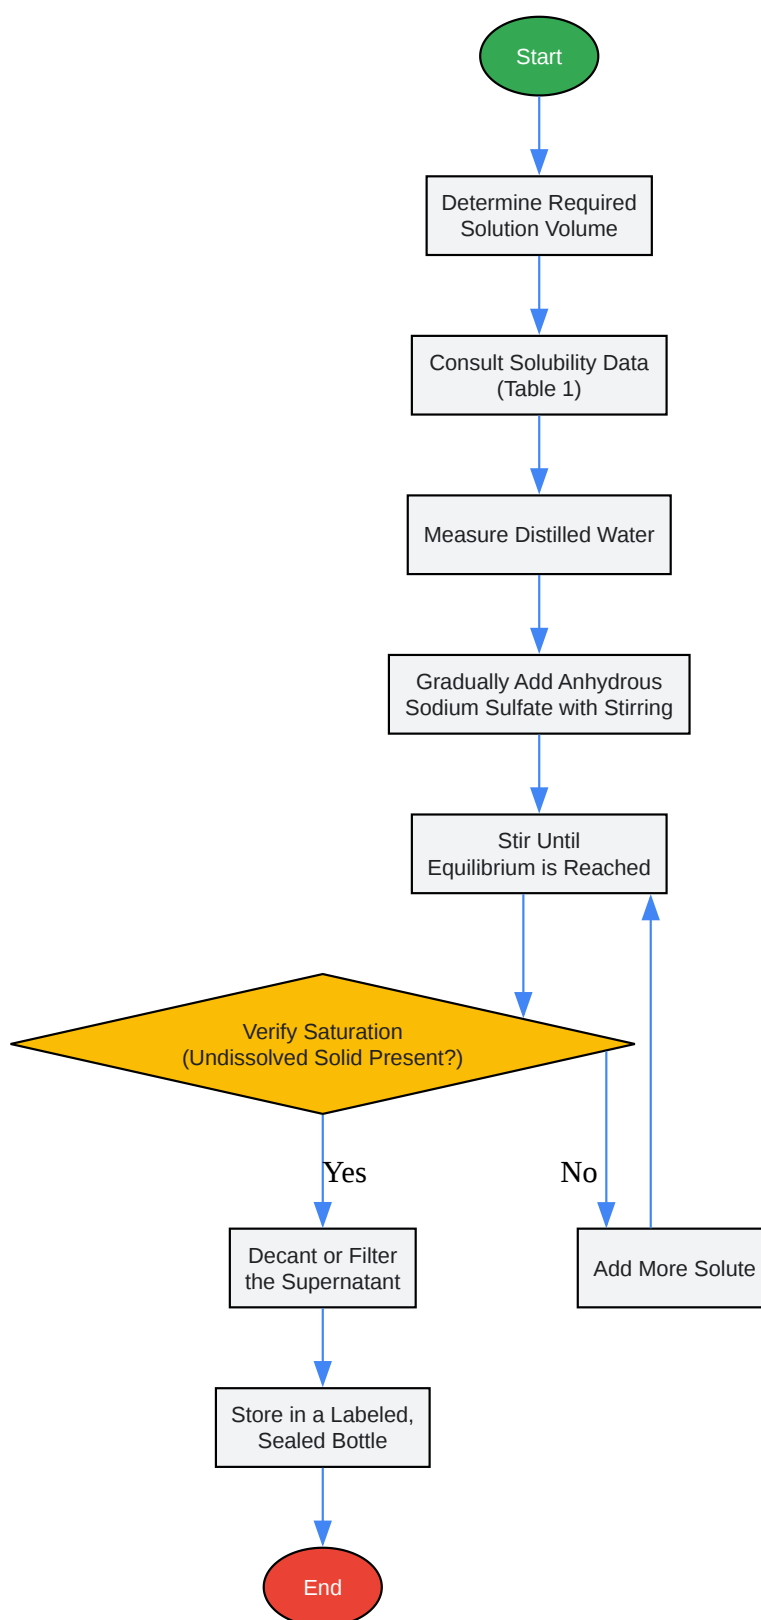 Start
Determine Required
Solution Volume
Consult Solubility Data
(Table 1)
Measure Distilled Water
Gradually Add Anhydrous
Sodium Sulfate with Stirring
Stir Until
Equilibrium is Reached
Verify Saturation
(Undissolved Solid Present?)
Yes
No
Decant or Filter
the Supernatant
Add More Solute
Store in a Labeled,
Sealed Bottle
End